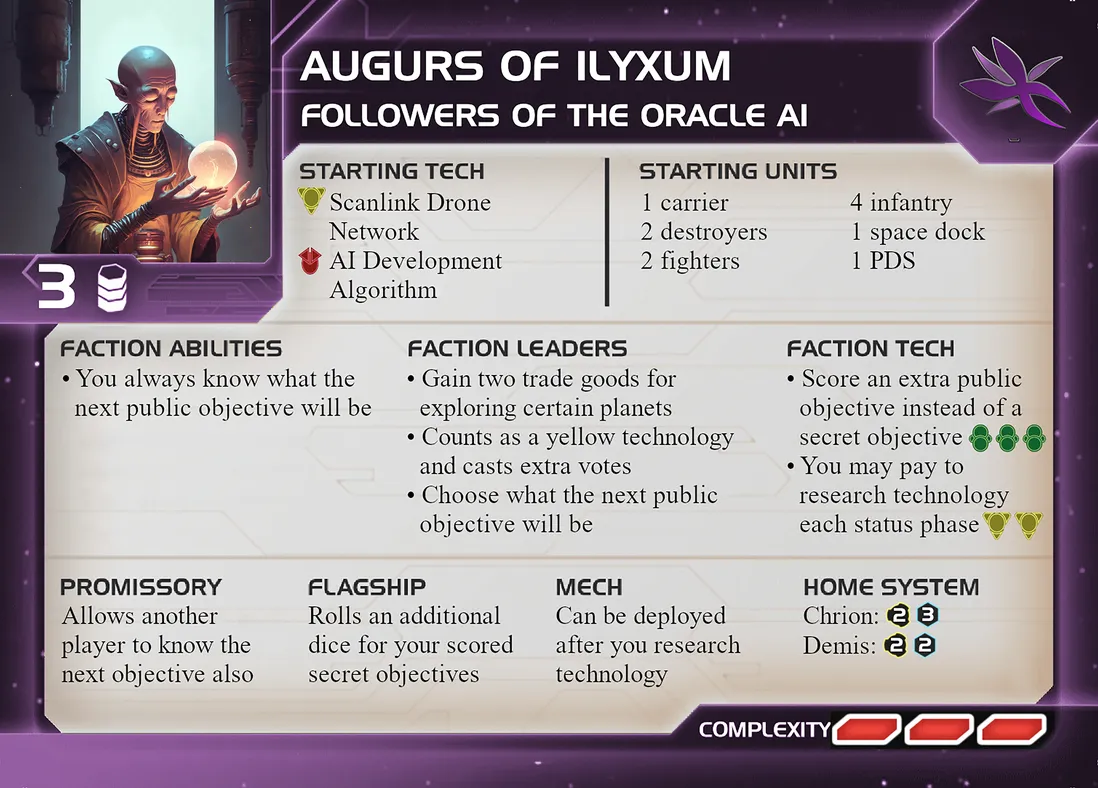 AUGURS OF ILYXUM
FOLLOWERS OF THE ORACLE AI
3
STARTING TECH
Scanlink Drone
Network
AI Development
Algorithm
STARTING UNITS
1 carrier
2 destroyers
2 fighters
4 infantry
1 space dock
1 PDS
FACTION ABILITIES
• You always know what the
next public objective will be
FACTION LEADERS
• Gain two trade goods for
exploring certain planets
• Counts as a yellow technology
and casts extra votes
• Choose what the next public
objective will be
FACTION TECH
• Score an extra public
objective instead of a
secret objective
• You may pay to
research technology
each status phase
PROMISSORY
Allows another
player to know the
next objective also
FLAGSHIP
Rolls an additional
dice for your scored
secret objectives
MECH
Can be deployed
after you research
technology
HOME SYSTEM
Chrion: 2 3
Demis: 2 2
COMPLEXITY